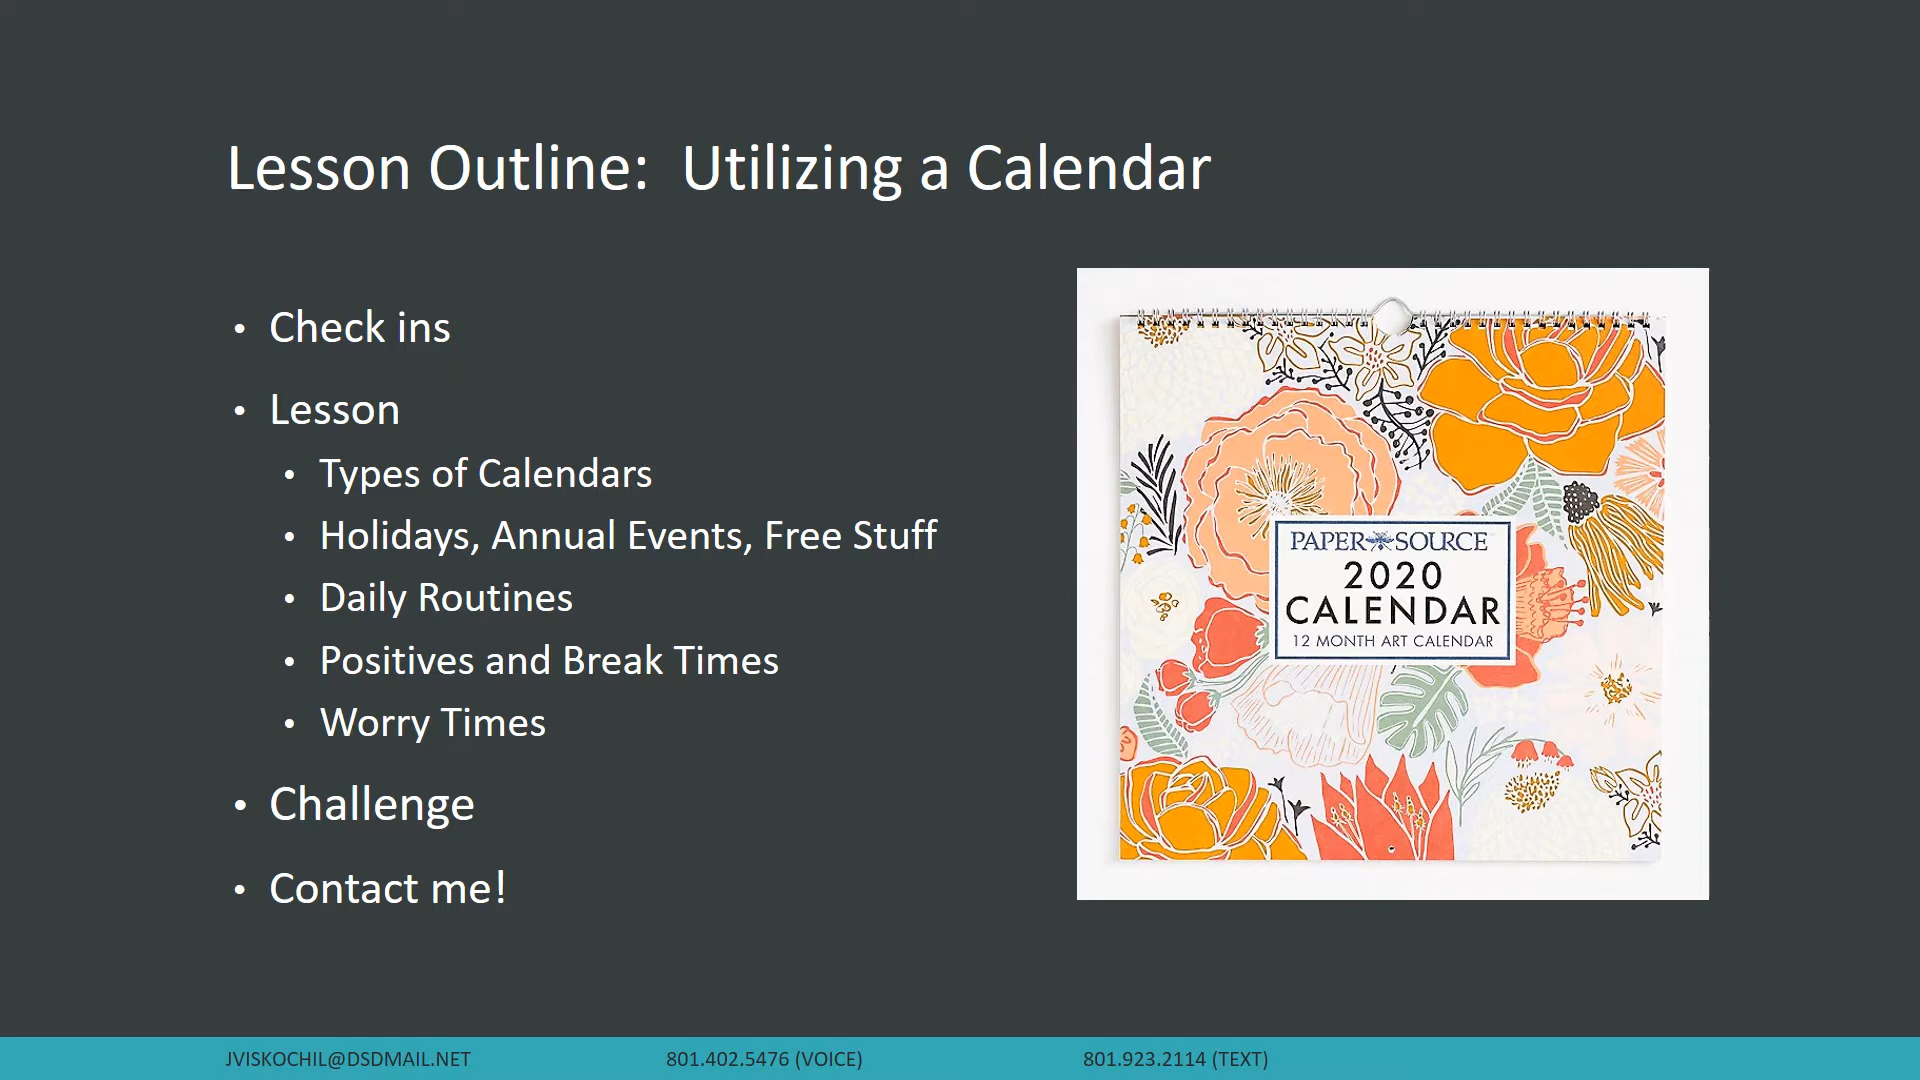 Lesson Outline: Utilizing a Calendar
• Check ins
• Lesson
• Types of Calendars
• Holidays, Annual Events, Free Stuff
• Daily Routines
• Positives and Break Times
• Worry Times
• Challenge
• Contact me!
PAPER SOURCE
2020
CALENDAR
12 MONTH ART CALENDAR
JVISKOCHIL@DSDMAIL.NET 801.402.5476 (VOICE) 801.923.2114 (TEXT)